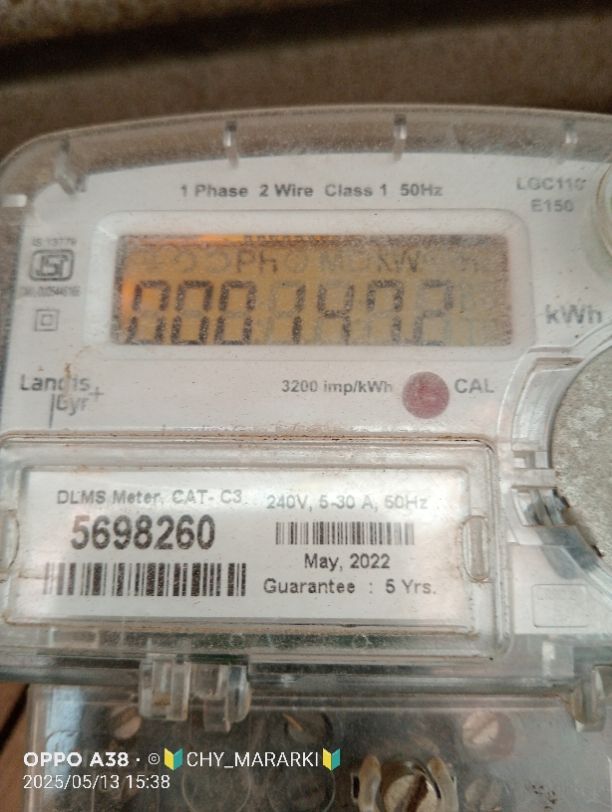 1 Phase 2 Wire Class 1 50Hz
LGC110
E150
IS 13779
kWh
Landis
Gyr+
3200 imp/kWh
CAL
DLMS Meter, CAT- C3
240V, 5-30 A, 50Hz
5698260
May, 2022
Guarantee : 5 Yrs.
OPPO A38 · © 🔰CHY_MARARKI🔰
2025/05/13 15:38